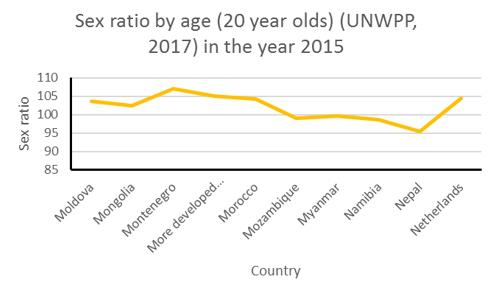 Sex ratio by age (20 year olds) (UNWPP,
2017) in the year 2015
110
105
100
95
90
85
Sex ratio
Moldova
Mongolia
Montenegro
More developed...
Morocco
Mozambique
Myanmar
Namibia
Nepal
Netherlands
Country